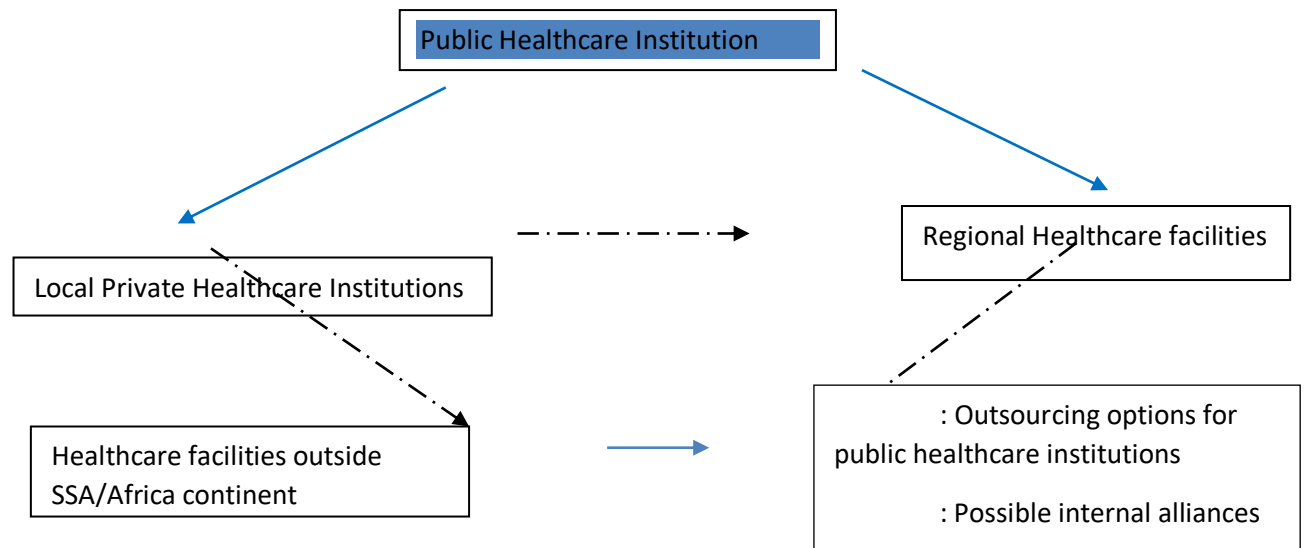 Public Healthcare Institution
Regional Healthcare facilities
Local Private Healthcare Institutions
Healthcare facilities outside
SSA/Africa continent
: Outsourcing options for
public healthcare institutions
: Possible internal alliances